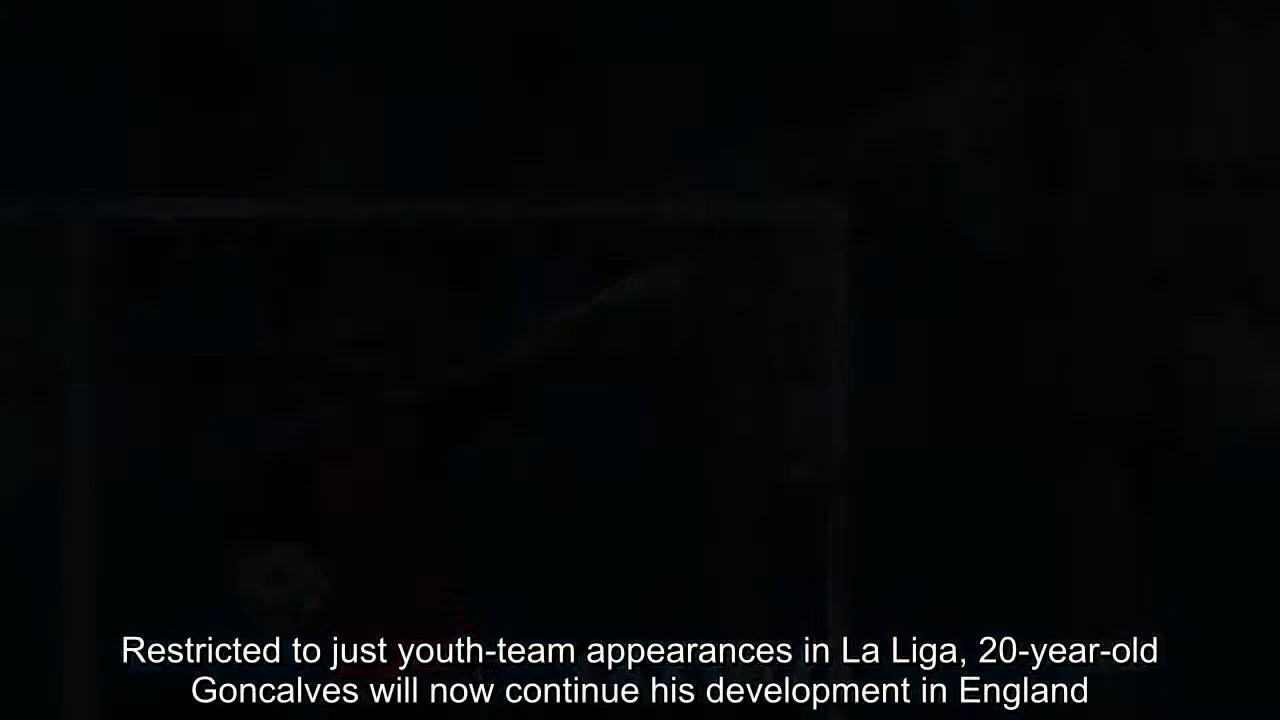 Restricted to just youth-team appearances in La Liga, 20-year-old
Goncalves will now continue his development in England